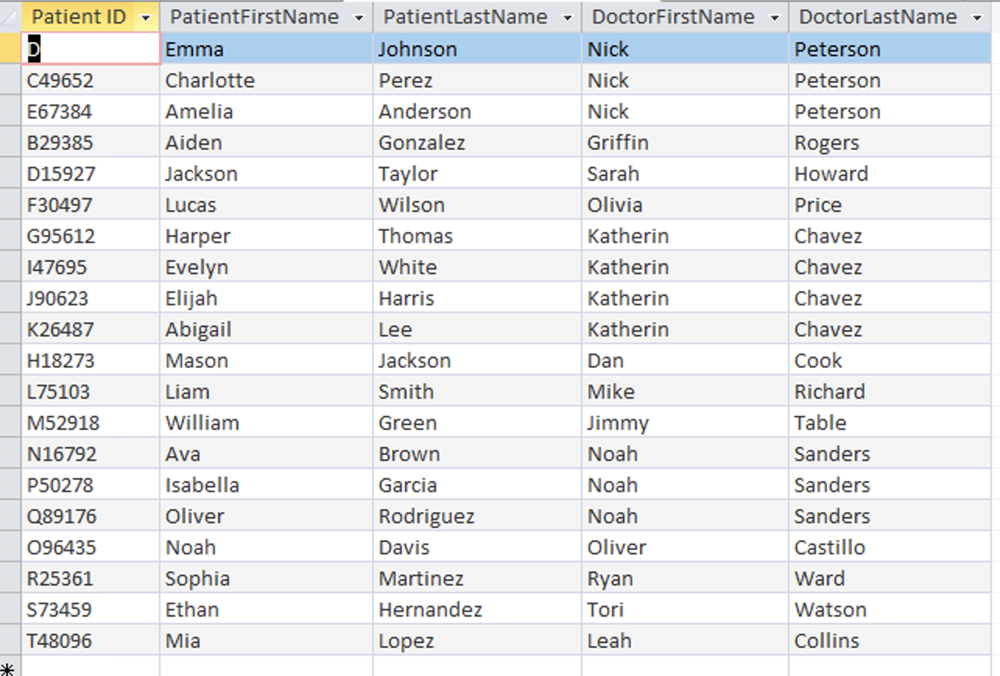 Patient ID PatientFirstName PatientLastName DoctorFirstName DoctorLastName
D Emma Johnson Nick Peterson
C49652 Charlotte Perez Nick Peterson
E67384 Amelia Anderson Nick Peterson
B29385 Aiden Gonzalez Griffin Rogers
D15927 Jackson Taylor Sarah Howard
F30497 Lucas Wilson Olivia Price
G95612 Harper Thomas Katherin Chavez
I47695 Evelyn White Katherin Chavez
J90623 Elijah Harris Katherin Chavez
K26487 Abigail Lee Katherin Chavez
H18273 Mason Jackson Dan Cook
L75103 Liam Smith Mike Richard
M52918 William Green Jimmy Table
N16792 Ava Brown Noah Sanders
P50278 Isabella Garcia Noah Sanders
Q89176 Oliver Rodriguez Noah Sanders
O96435 Noah Davis Oliver Castillo
R25361 Sophia Martinez Ryan Ward
S73459 Ethan Hernandez Tori Watson
T48096 Mia Lopez Leah Collins